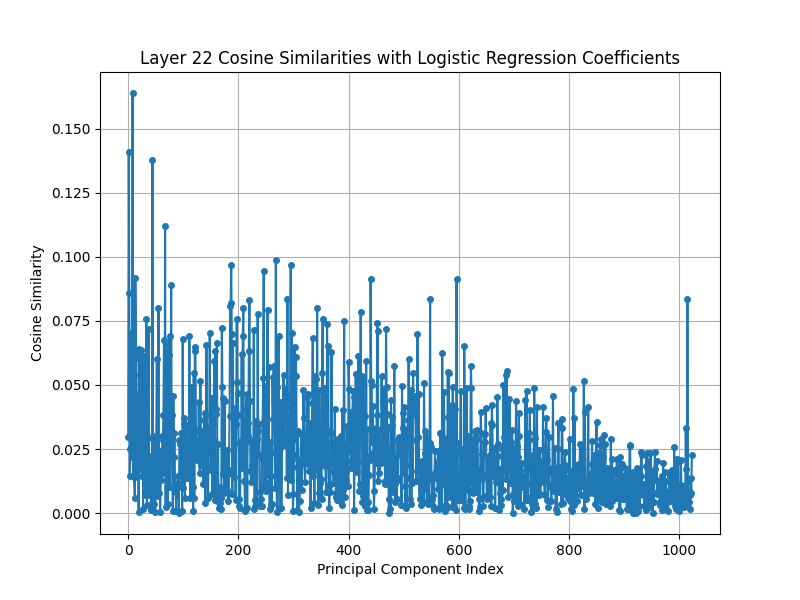 Layer 22 Cosine Similarities with Logistic Regression Coefficients
0.150
0.125
0.100
0.075
0.050
0.025
0.000
Cosine Similarity
0 200 400 600 800 1000
Principal Component Index